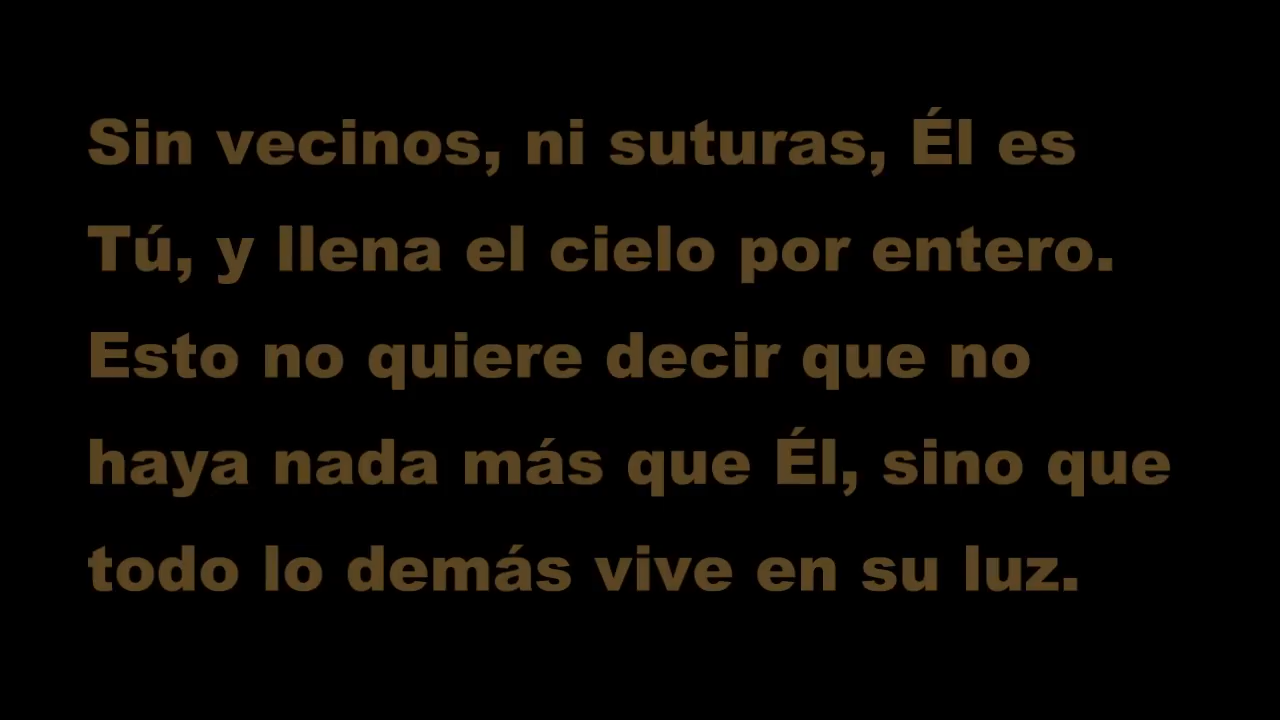 Sin vecinos, ni suturas, Él es
Tú, y llena el cielo por entero.
Esto no quiere decir que no
haya nada más que Él, sino que
todo lo demás vive en su luz.